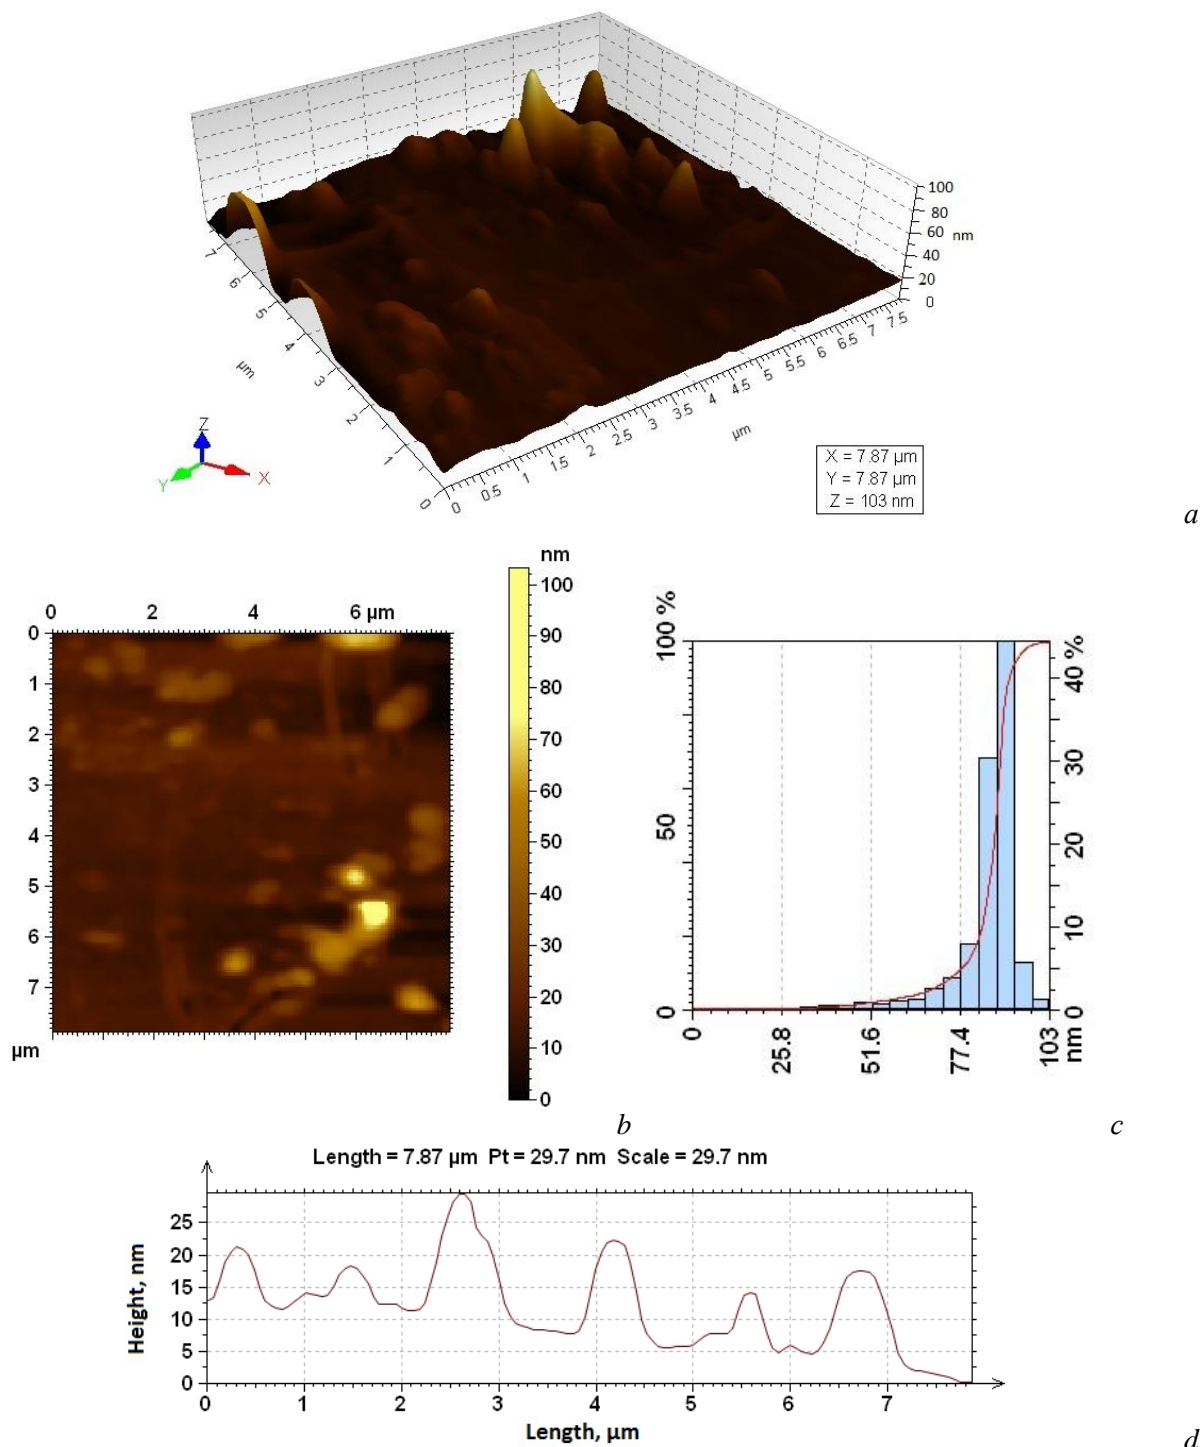 100
80
60 nm
40
20
0
7
6
5
4
3
2
1
0
µm
0 0.5 1 1.5 2 2.5 3 3.5 4 4.5 5 5.5 6 6.5 7 7.5
µm
Z
Y
X
X = 7.87 µm
Y = 7.87 µm
Z = 103 nm
a
0 2 4 6 µm
0
1
2
3
4
5
6
7
µm
nm
100
90
80
70
60
50
40
30
20
10
0
b
100 %
50
0
40 %
30
20
10
0
0 25.8 51.6 77.4 103
nm
c
Length = 7.87 µm Pt = 29.7 nm Scale = 29.7 nm
Height, nm
25
20
15
10
5
0
0 1 2 3 4 5 6 7
Length, µm
d